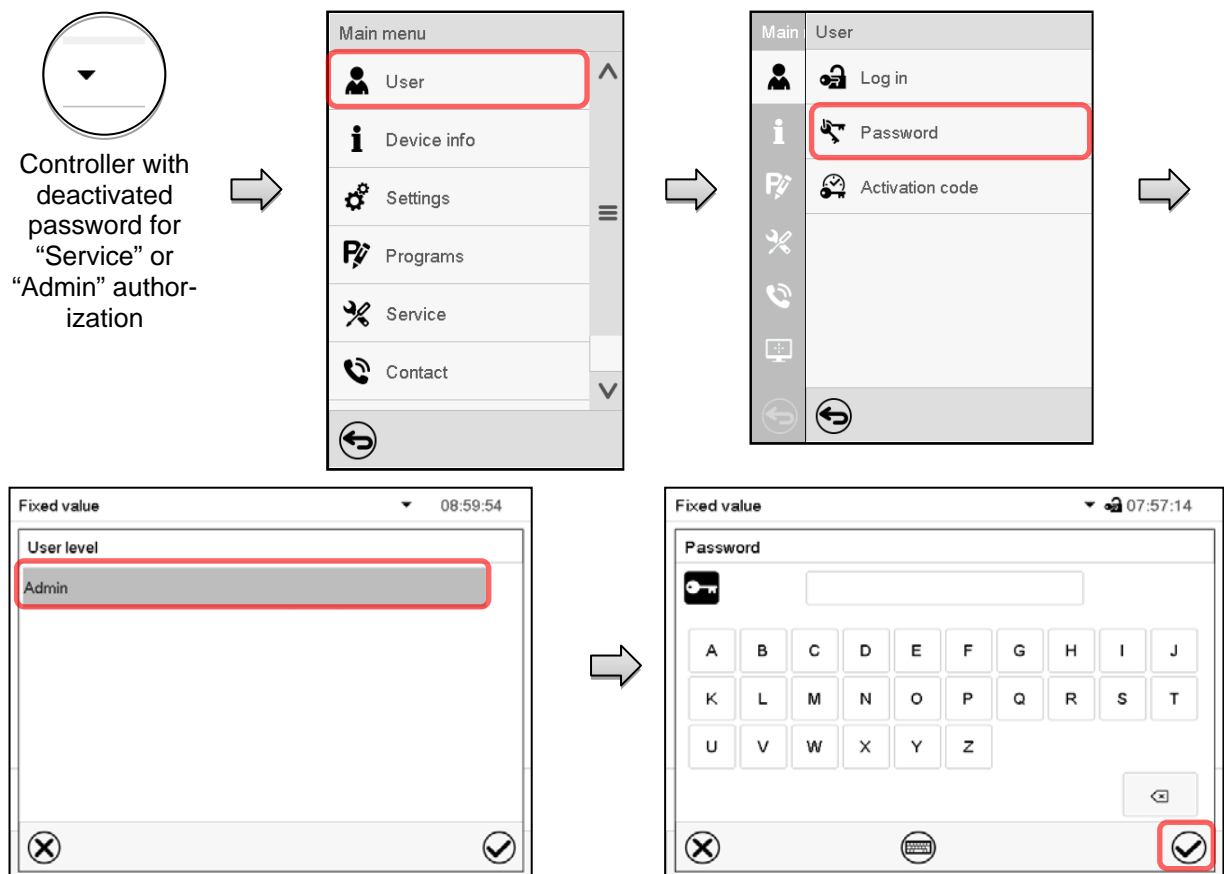 Controller with
deactivated
password for
“Service” or
“Admin” author-
ization
Main menu
User
Device info
Settings
Programs
Service
Contact
Main
User
Log in
Password
Activation code
Fixed value 08:59:54
User level
Admin
Fixed value 07:57:14
Password
A B C D E F G H I J
K L M N O P Q R S T
U V W X Y Z